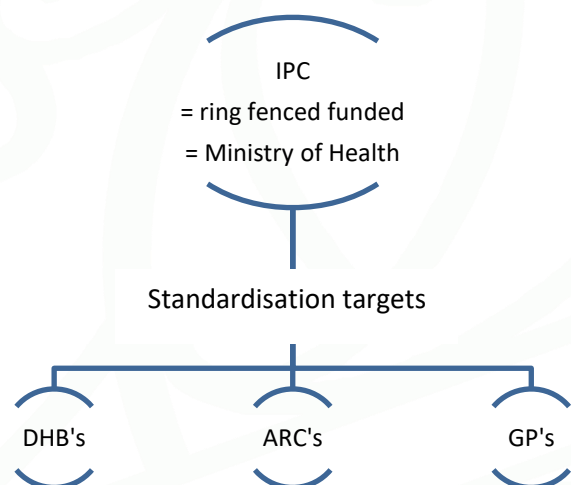 IPC
= ring fenced funded
= Ministry of Health
Standardisation targets
DHB's
ARC's
GP's